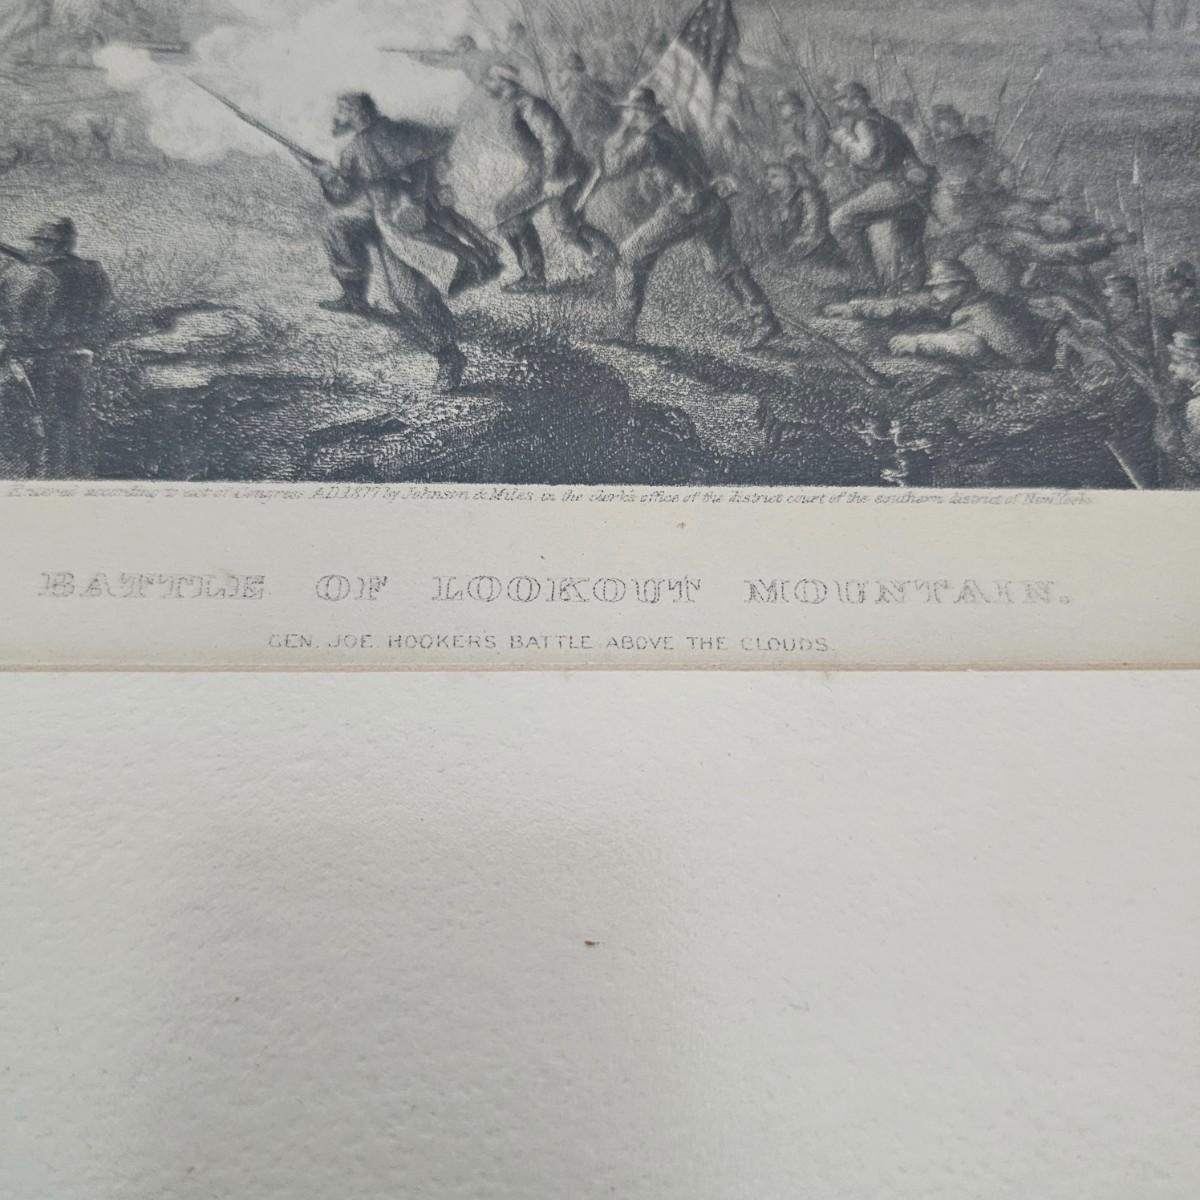 Entered according to act of Congress A.D. 1877 by Johnson & Miles, in the clerk's office of the district court of the southern district of New York.
BATTLE OF LOOKOUT MOUNTAIN.
GEN. JOE. HOOKER'S BATTLE ABOVE THE CLOUDS.